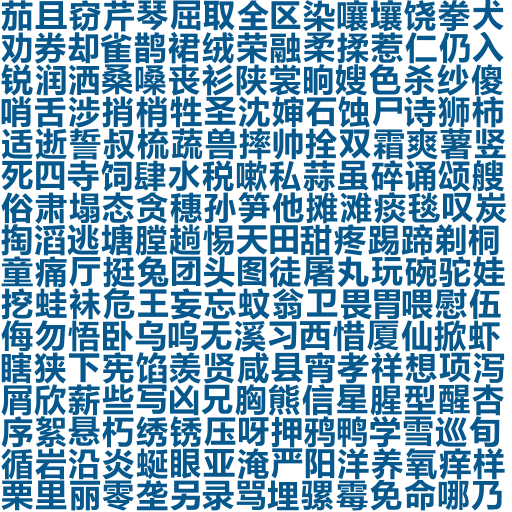 茄且窃芹琴屈取全区染嚷壤饶拳犬
劝券却雀鹊裙绒荣融柔揉惹仁仍入
锐润洒桑嗓丧衫陕裳晌嫂色杀纱傻
哨舌涉捎梢牲圣沈婶石蚀尸诗狮柿
适逝誓叔梳蔬兽摔帅拴双霜爽薯竖
死四寺饲肆水税嗽私蒜虽碎诵颂艘
俗肃塌态贪穗孙笋他摊滩痰毯叹炭
掏滔逃塘膛趟惕天田甜疼踢蹄剃桐
童痛厅挺兔团头图徒屠丸玩碗驼娃
挖蛙袜危王妄忘蚊翁卫畏胃喂慰伍
侮勿悟卧乌呜无溪习西惜厦仙掀虾
瞎狭下宪馅羡贤咸县宵孝祥想项泻
屑欣薪些写凶兄胸熊信星腥型醒杏
序絮悬朽绣锈压呀押鸦鸭学雪巡旬
循岩沿炎蜒眼亚淹严阳洋养氧痒样
栗里丽零垄另录骂埋骡霉免命哪乃